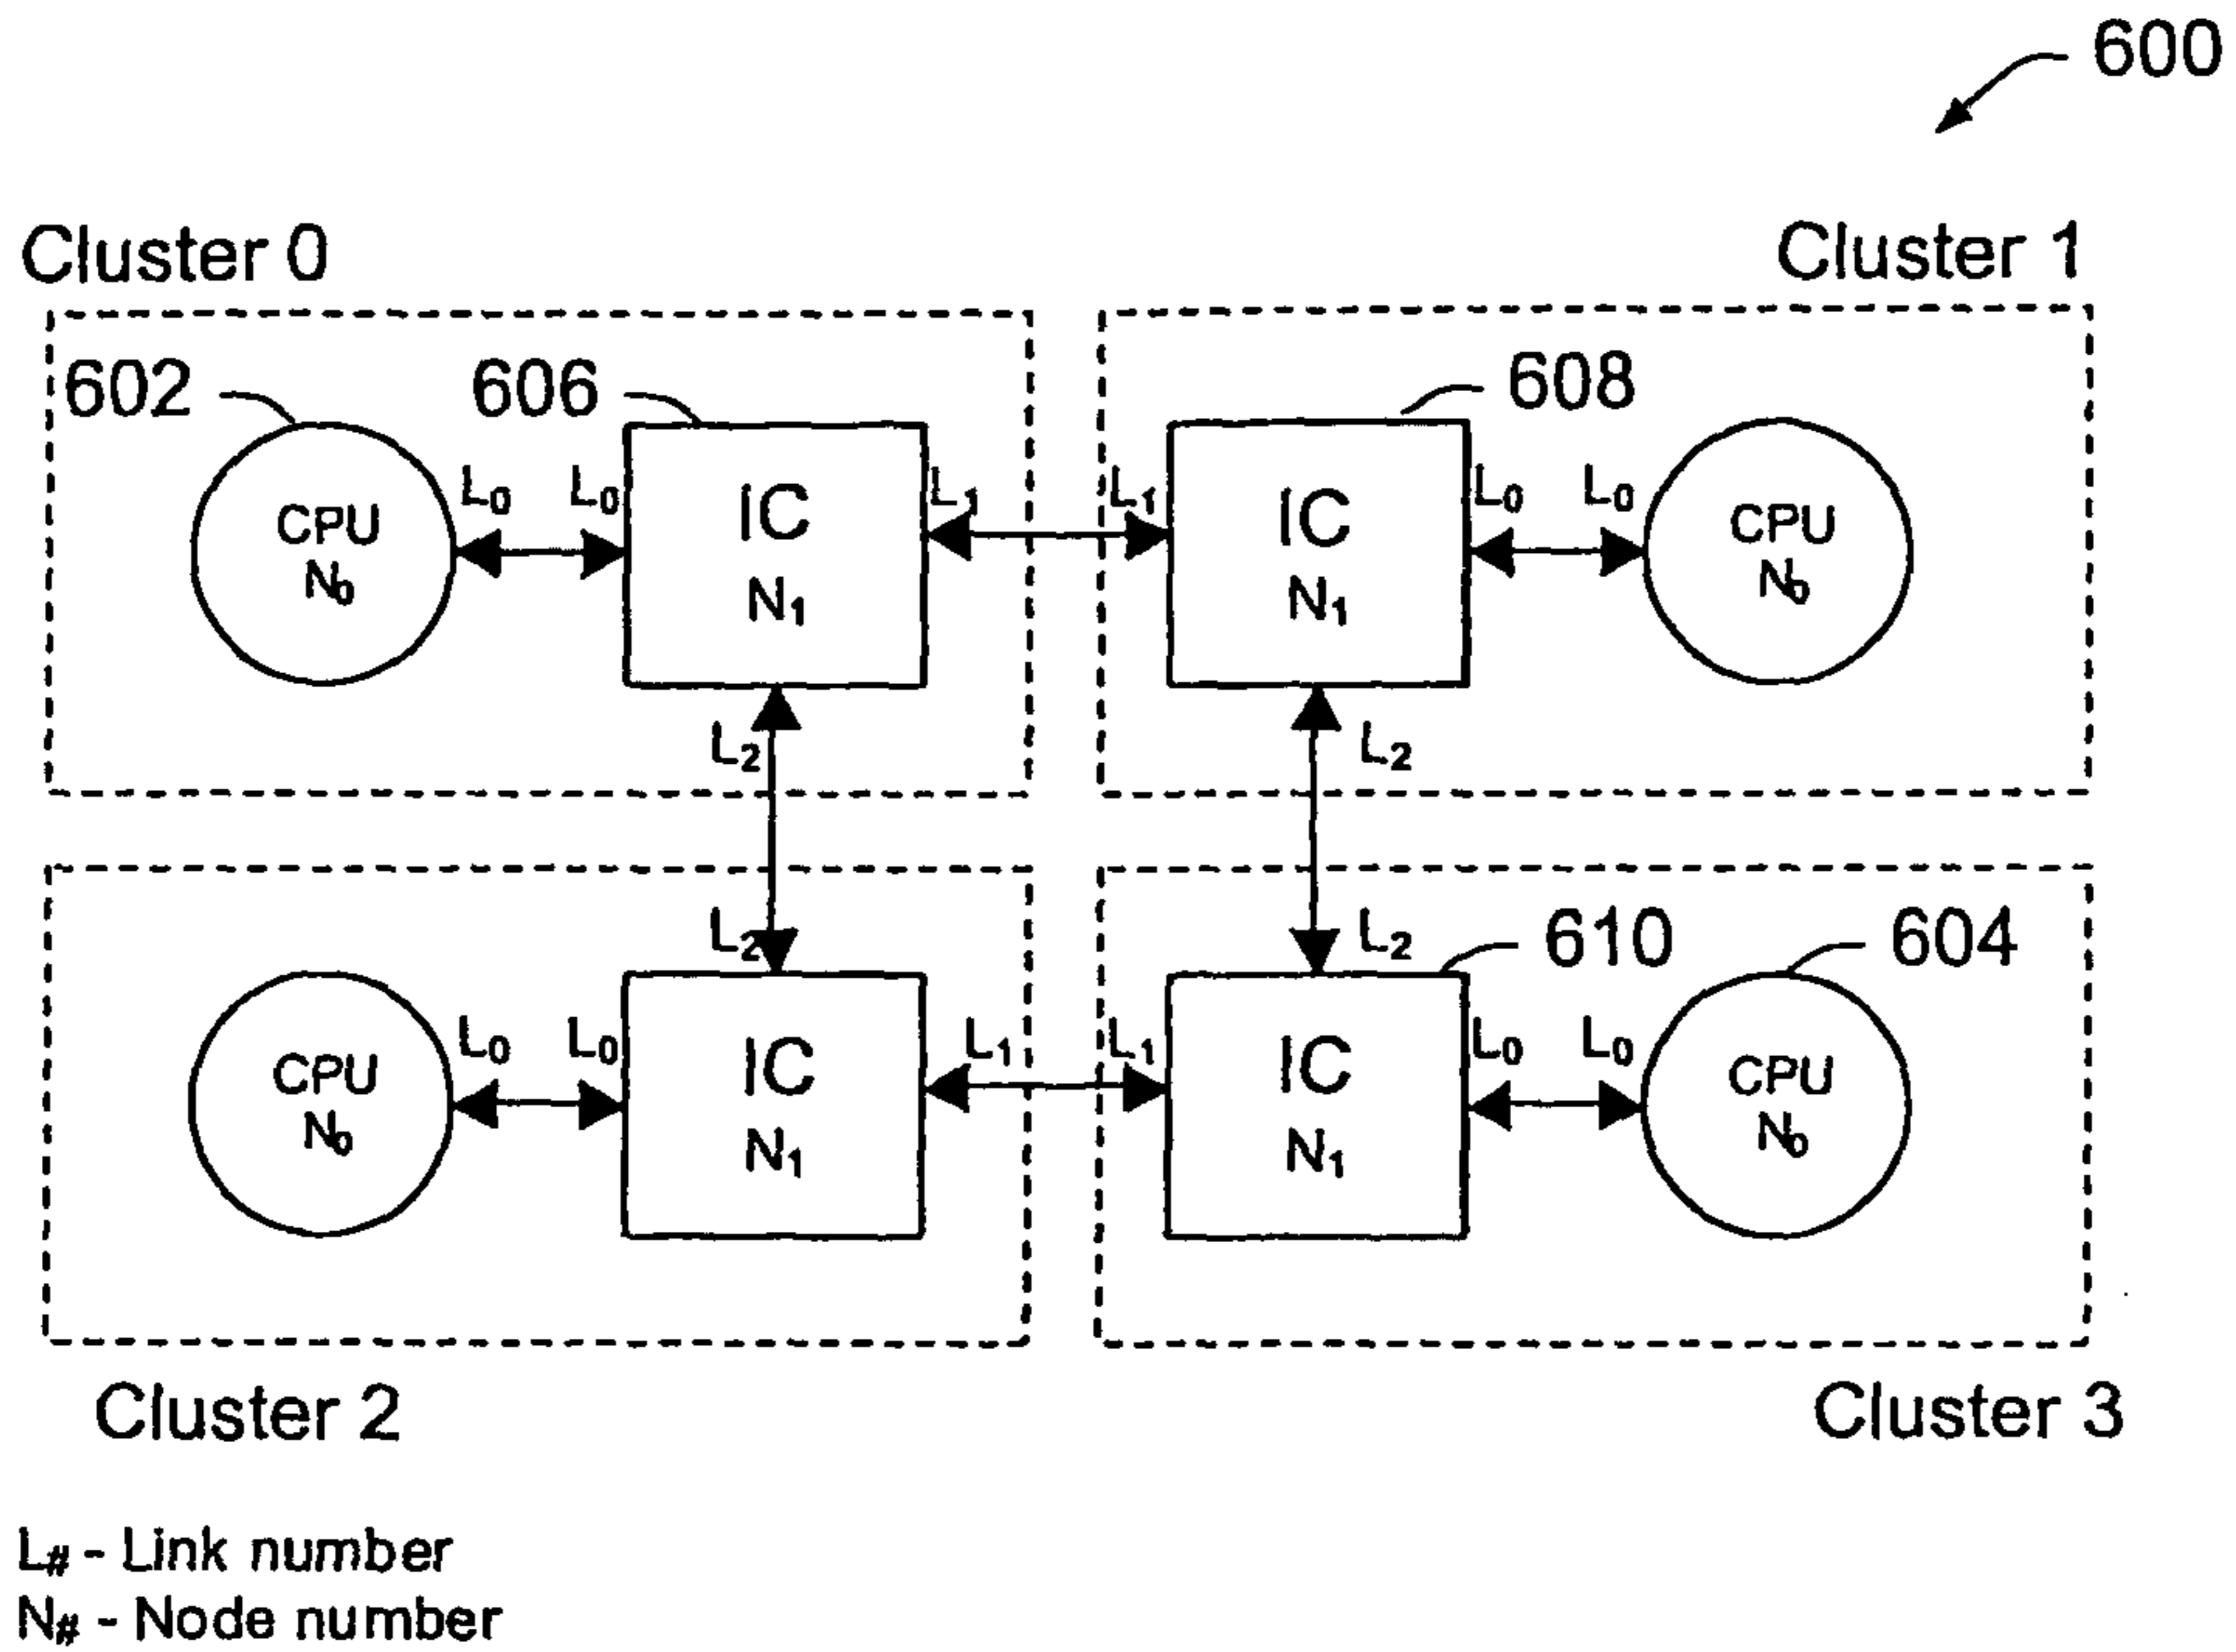 600
Cluster 0
Cluster 1
602
606
608
CPU
N₀
L₀
L₀
IC
N₁
L₁
L₁
IC
N₁
L₀
L₀
CPU
N₀
L₂
L₂
L₂
L₂
610
604
CPU
N₀
L₀
L₀
IC
N₁
L₁
L₁
IC
N₁
L₀
L₀
CPU
N₀
Cluster 2
Cluster 3
L# - Link number
N# - Node number